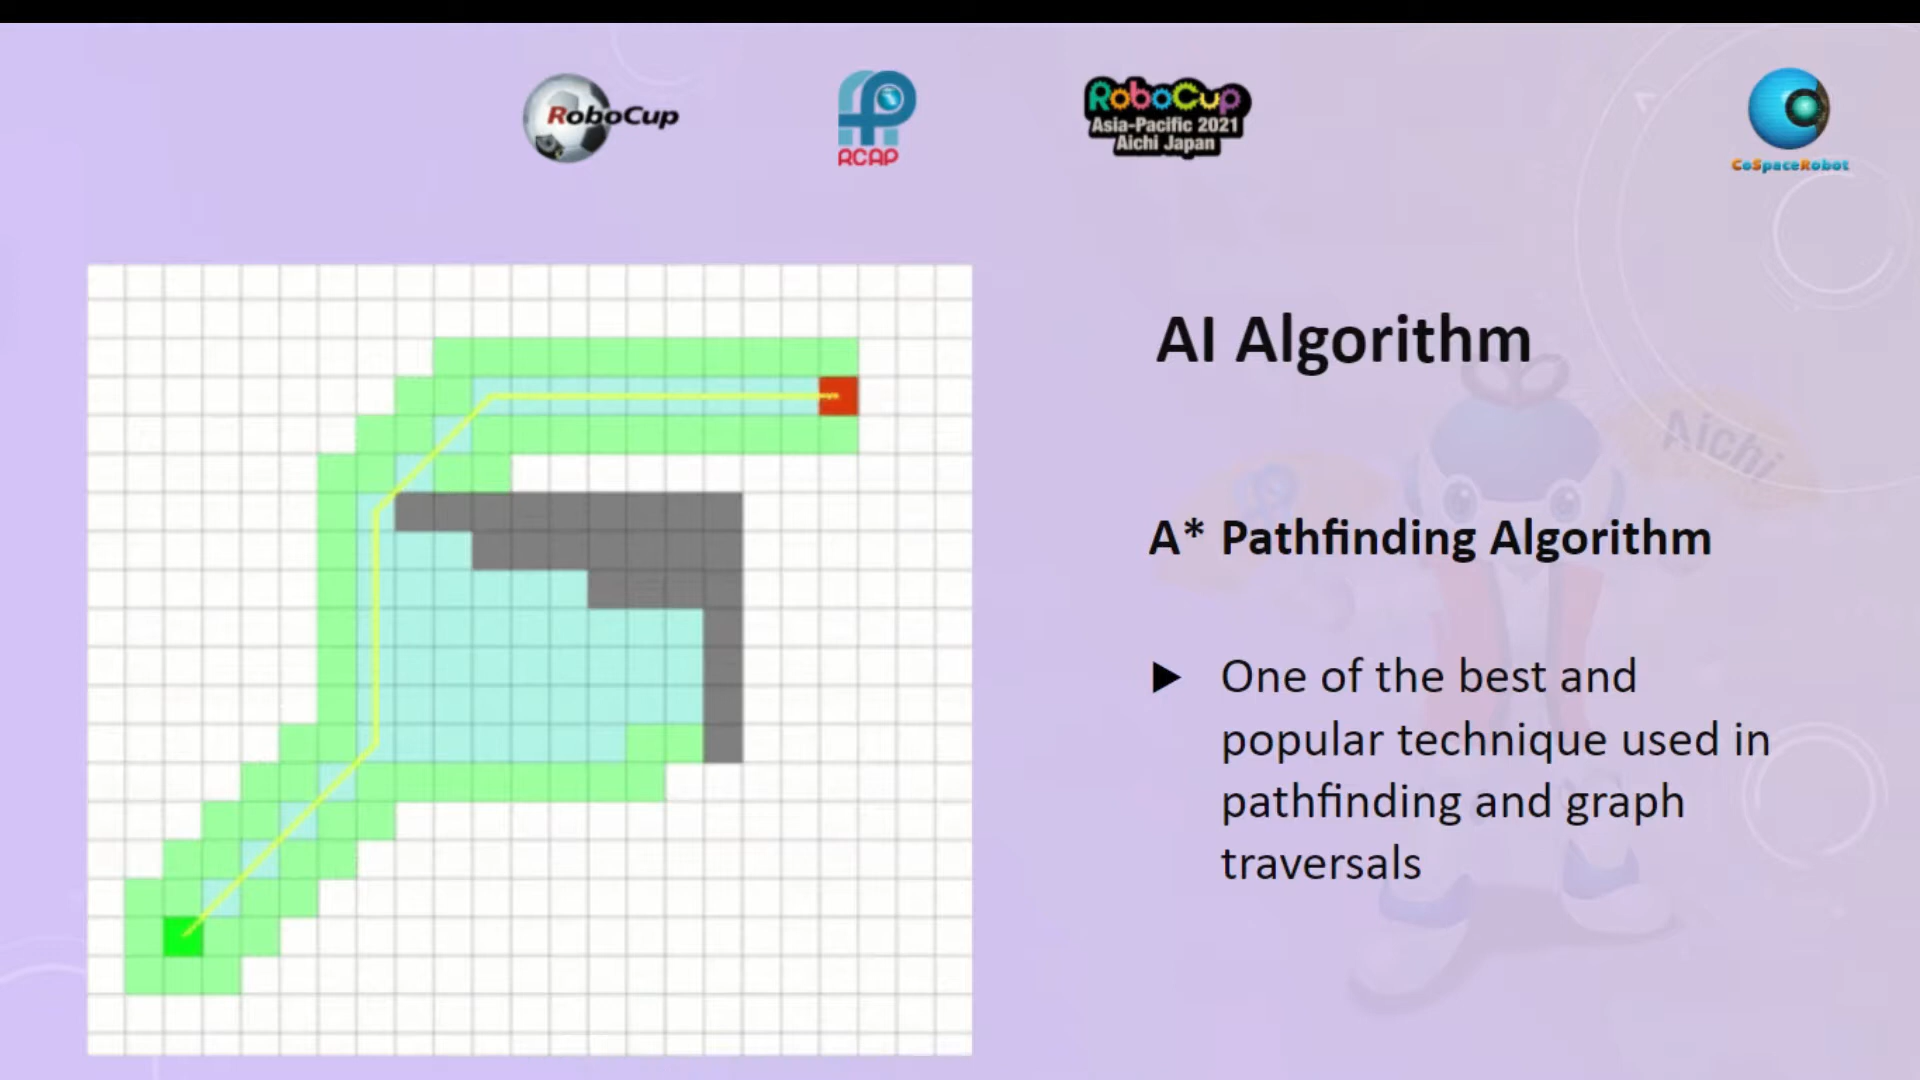 RoboCup
RCAP
RoboCup
Asia-Pacific 2021
Aichi Japan
CoSpaceRobot
AI Algorithm
Aichi
A* Pathfinding Algorithm
▶ One of the best and
popular technique used in
pathfinding and graph
traversals